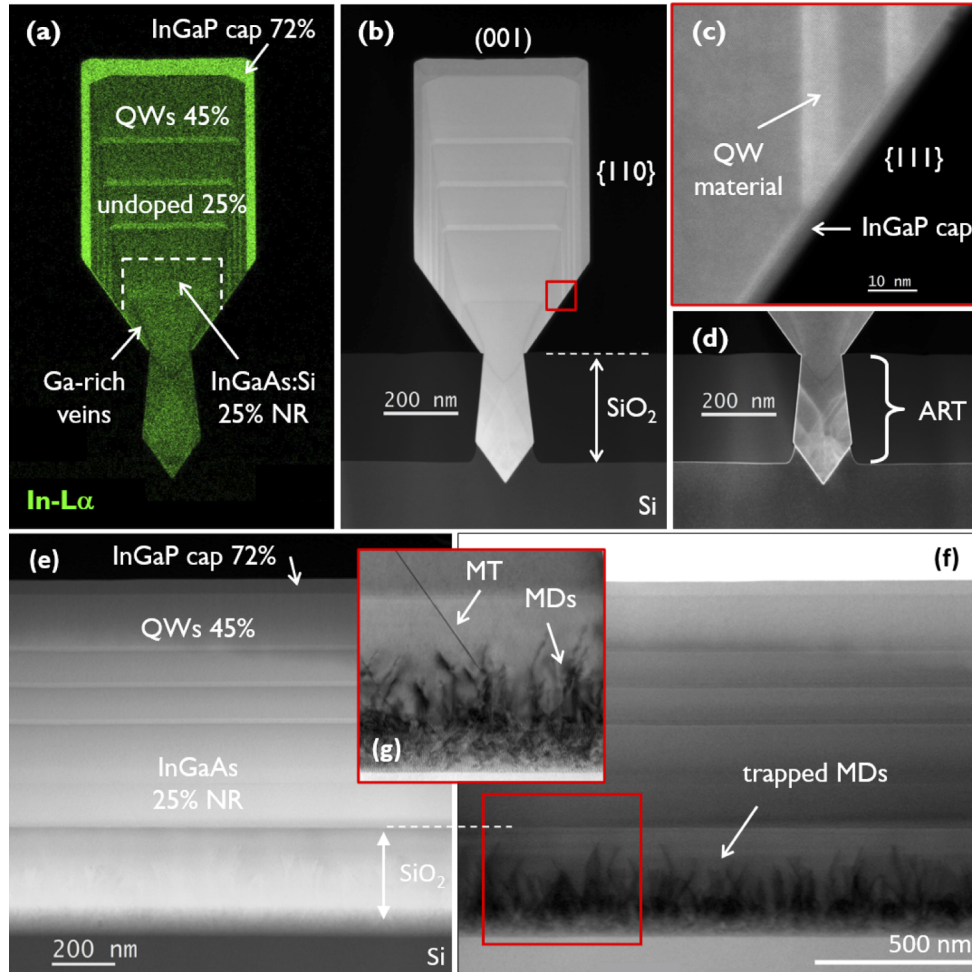 (a)
InGaP cap 72%
QWs 45%
undoped 25%
Ga-rich
veins
InGaAs:Si
25% NR
In-Lα
(b)
(001)
{110}
200 nm
SiO₂
Si
(c)
QW
material
{111}
InGaP cap
10 nm
(d)
200 nm
ART
(e)
InGaP cap 72%
QWs 45%
InGaAs
25% NR
SiO₂
200 nm
Si
MT
MDs
(g)
(f)
trapped MDs
500 nm